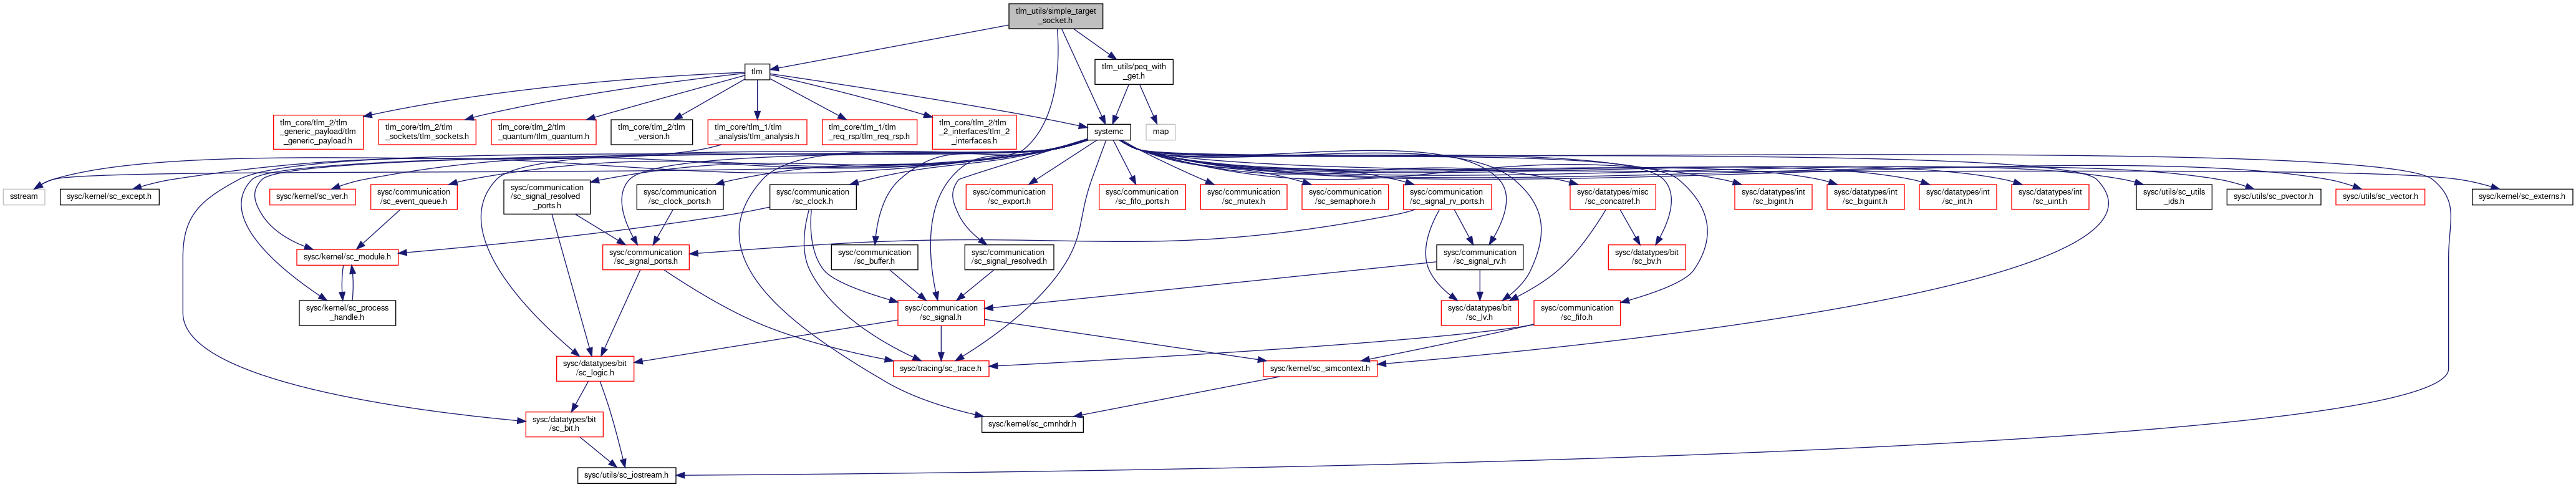 tlm_utils/simple_target
_socket.h
tlm
tlm_utils/peq_with
_get.h
tlm_core/tlm_2/tlm
_generic_payload/tlm
_generic_payload.h
tlm_core/tlm_2/tlm
_sockets/tlm_sockets.h
tlm_core/tlm_2/tlm
_quantum/tlm_quantum.h
tlm_core/tlm_2/tlm
_version.h
tlm_core/tlm_1/tlm
_analysis/tlm_analysis.h
tlm_core/tlm_1/tlm
_req_rsp/tlm_req_rsp.h
tlm_core/tlm_2/tlm
_2_interfaces/tlm_2
_interfaces.h
systemc
map
sstream
sysc/kernel/sc_except.h
sysc/kernel/sc_ver.h
sysc/communication
/sc_event_queue.h
sysc/communication
/sc_signal_resolved
_ports.h
sysc/communication
/sc_clock_ports.h
sysc/communication
/sc_clock.h
sysc/communication
/sc_export.h
sysc/communication
/sc_fifo_ports.h
sysc/communication
/sc_mutex.h
sysc/communication
/sc_semaphore.h
sysc/communication
/sc_signal_rv_ports.h
sysc/datatypes/misc
/sc_concatref.h
sysc/datatypes/int
/sc_bigint.h
sysc/datatypes/int
/sc_biguint.h
sysc/datatypes/int
/sc_int.h
sysc/datatypes/int
/sc_uint.h
sysc/utils/sc_utils
_ids.h
sysc/utils/sc_pvector.h
sysc/utils/sc_vector.h
sysc/kernel/sc_externs.h
sysc/kernel/sc_module.h
sysc/communication
/sc_signal_ports.h
sysc/communication
/sc_buffer.h
sysc/communication
/sc_signal_resolved.h
sysc/communication
/sc_signal_rv.h
sysc/datatypes/bit
/sc_bv.h
sysc/kernel/sc_process
_handle.h
sysc/communication
/sc_signal.h
sysc/datatypes/bit
/sc_lv.h
sysc/communication
/sc_fifo.h
sysc/datatypes/bit
/sc_logic.h
sysc/tracing/sc_trace.h
sysc/kernel/sc_simcontext.h
sysc/datatypes/bit
/sc_bit.h
sysc/kernel/sc_cmnhdr.h
sysc/utils/sc_iostream.h